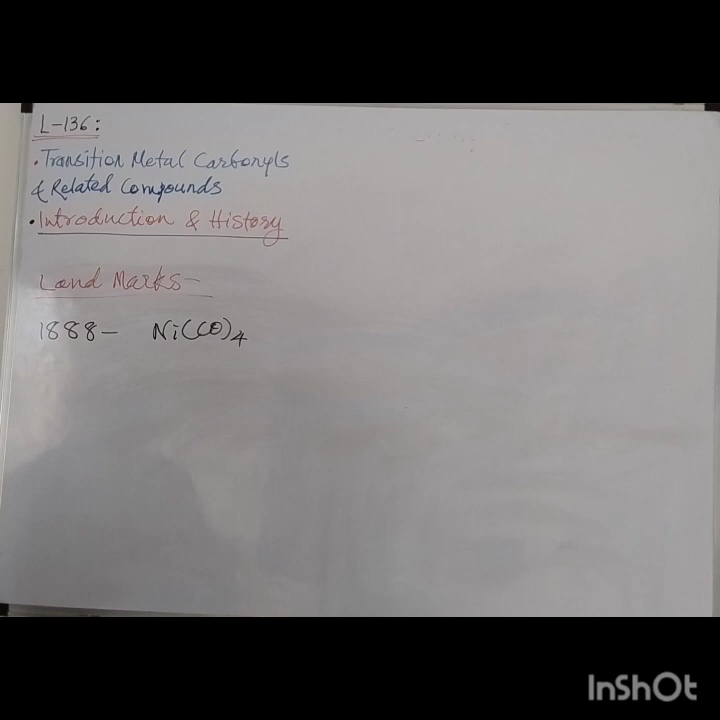 L-136:
• Transition Metal Carbonyls
& Related Compounds
• Introduction & History
Land Marks-
1888- Ni(CO)4
InShOt